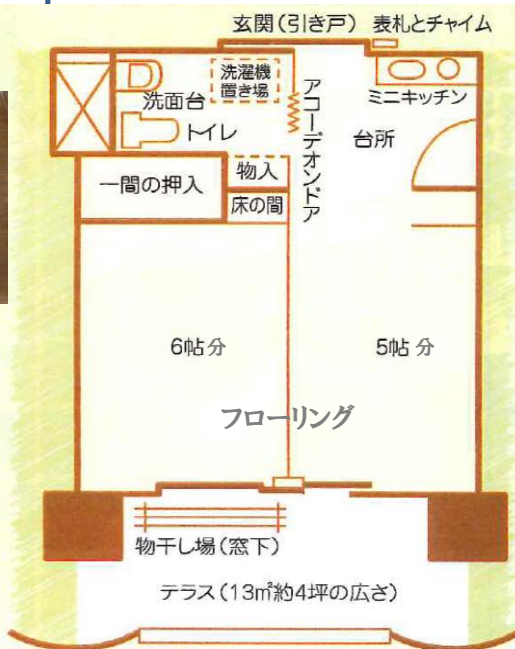 玄関(引き戸) 表札とチャイム
洗濯機
置き場
洗面台
トイレ
アコーデオンドア
ミニキッチン
台所
物入
一間の押入
床の間
6帖分
5帖分
フローリング
物干し場(窓下)
テラス(13㎡約4坪の広さ)